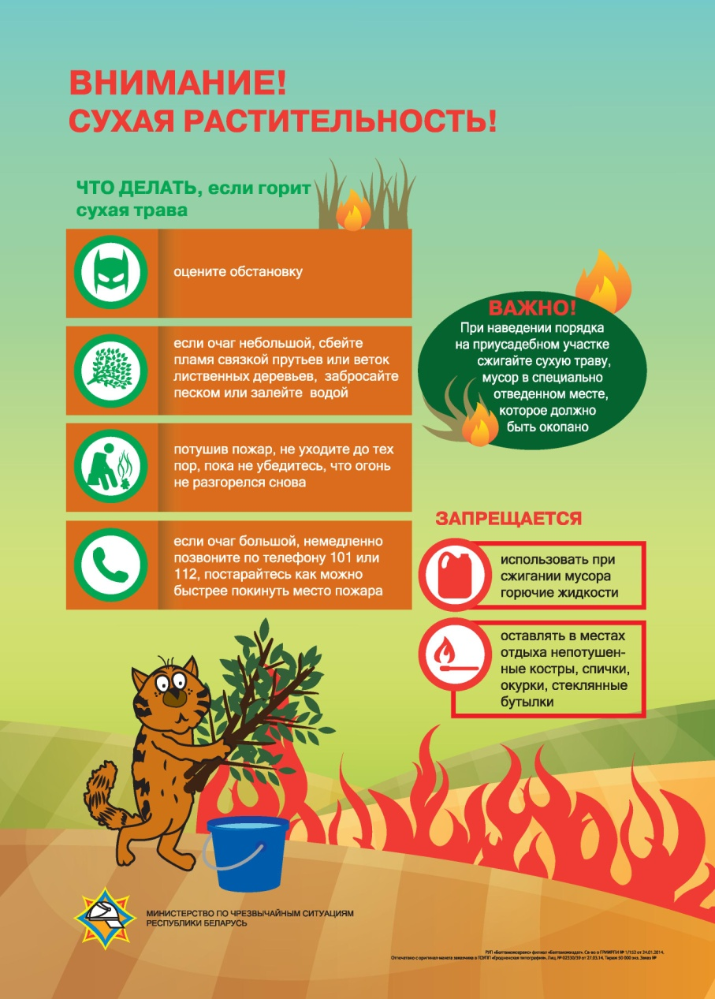 ВНИМАНИЕ!
СУХАЯ РАСТИТЕЛЬНОСТЬ!
ЧТО ДЕЛАТЬ, если горит
сухая трава
оцените обстановку
если очаг небольшой, сбейте
пламя связкой прутьев или веток
лиственных деревьев, забросайте
песком или залейте водой
потушив пожар, не уходите до тех
пор, пока не убедитесь, что огонь
не разгорелся снова
если очаг большой, немедленно
позвоните по телефону 101 или
112, постарайтесь как можно
быстрее покинуть место пожара
ВАЖНО!
При наведении порядка
на приусадебном участке
сжигайте сухую траву,
мусор в специально
отведенном месте,
которое должно
быть окопано
ЗАПРЕЩАЕТСЯ
использовать при
сжигании мусора
горючие жидкости
оставлять в местах
отдыха непотушен-
ные костры, спички,
окурки, стеклянные
бутылки
МИНИСТЕРСТВО ПО ЧРЕЗВЫЧАЙНЫМ СИТУАЦИЯМ
РЕСПУБЛИКИ БЕЛАРУСЬ
РУП «Белтаможсервис» филиал «Белтаможиздат». Св-во о ГРИИРПИ № 1/152 от 24.01.2014.
Отпечатано с оригинал-макета заказчика в ГОУПП «Гродненская типография». Лиц. № 02330/39 от 27.03.14. Тираж 50 000 экз. Заказ №